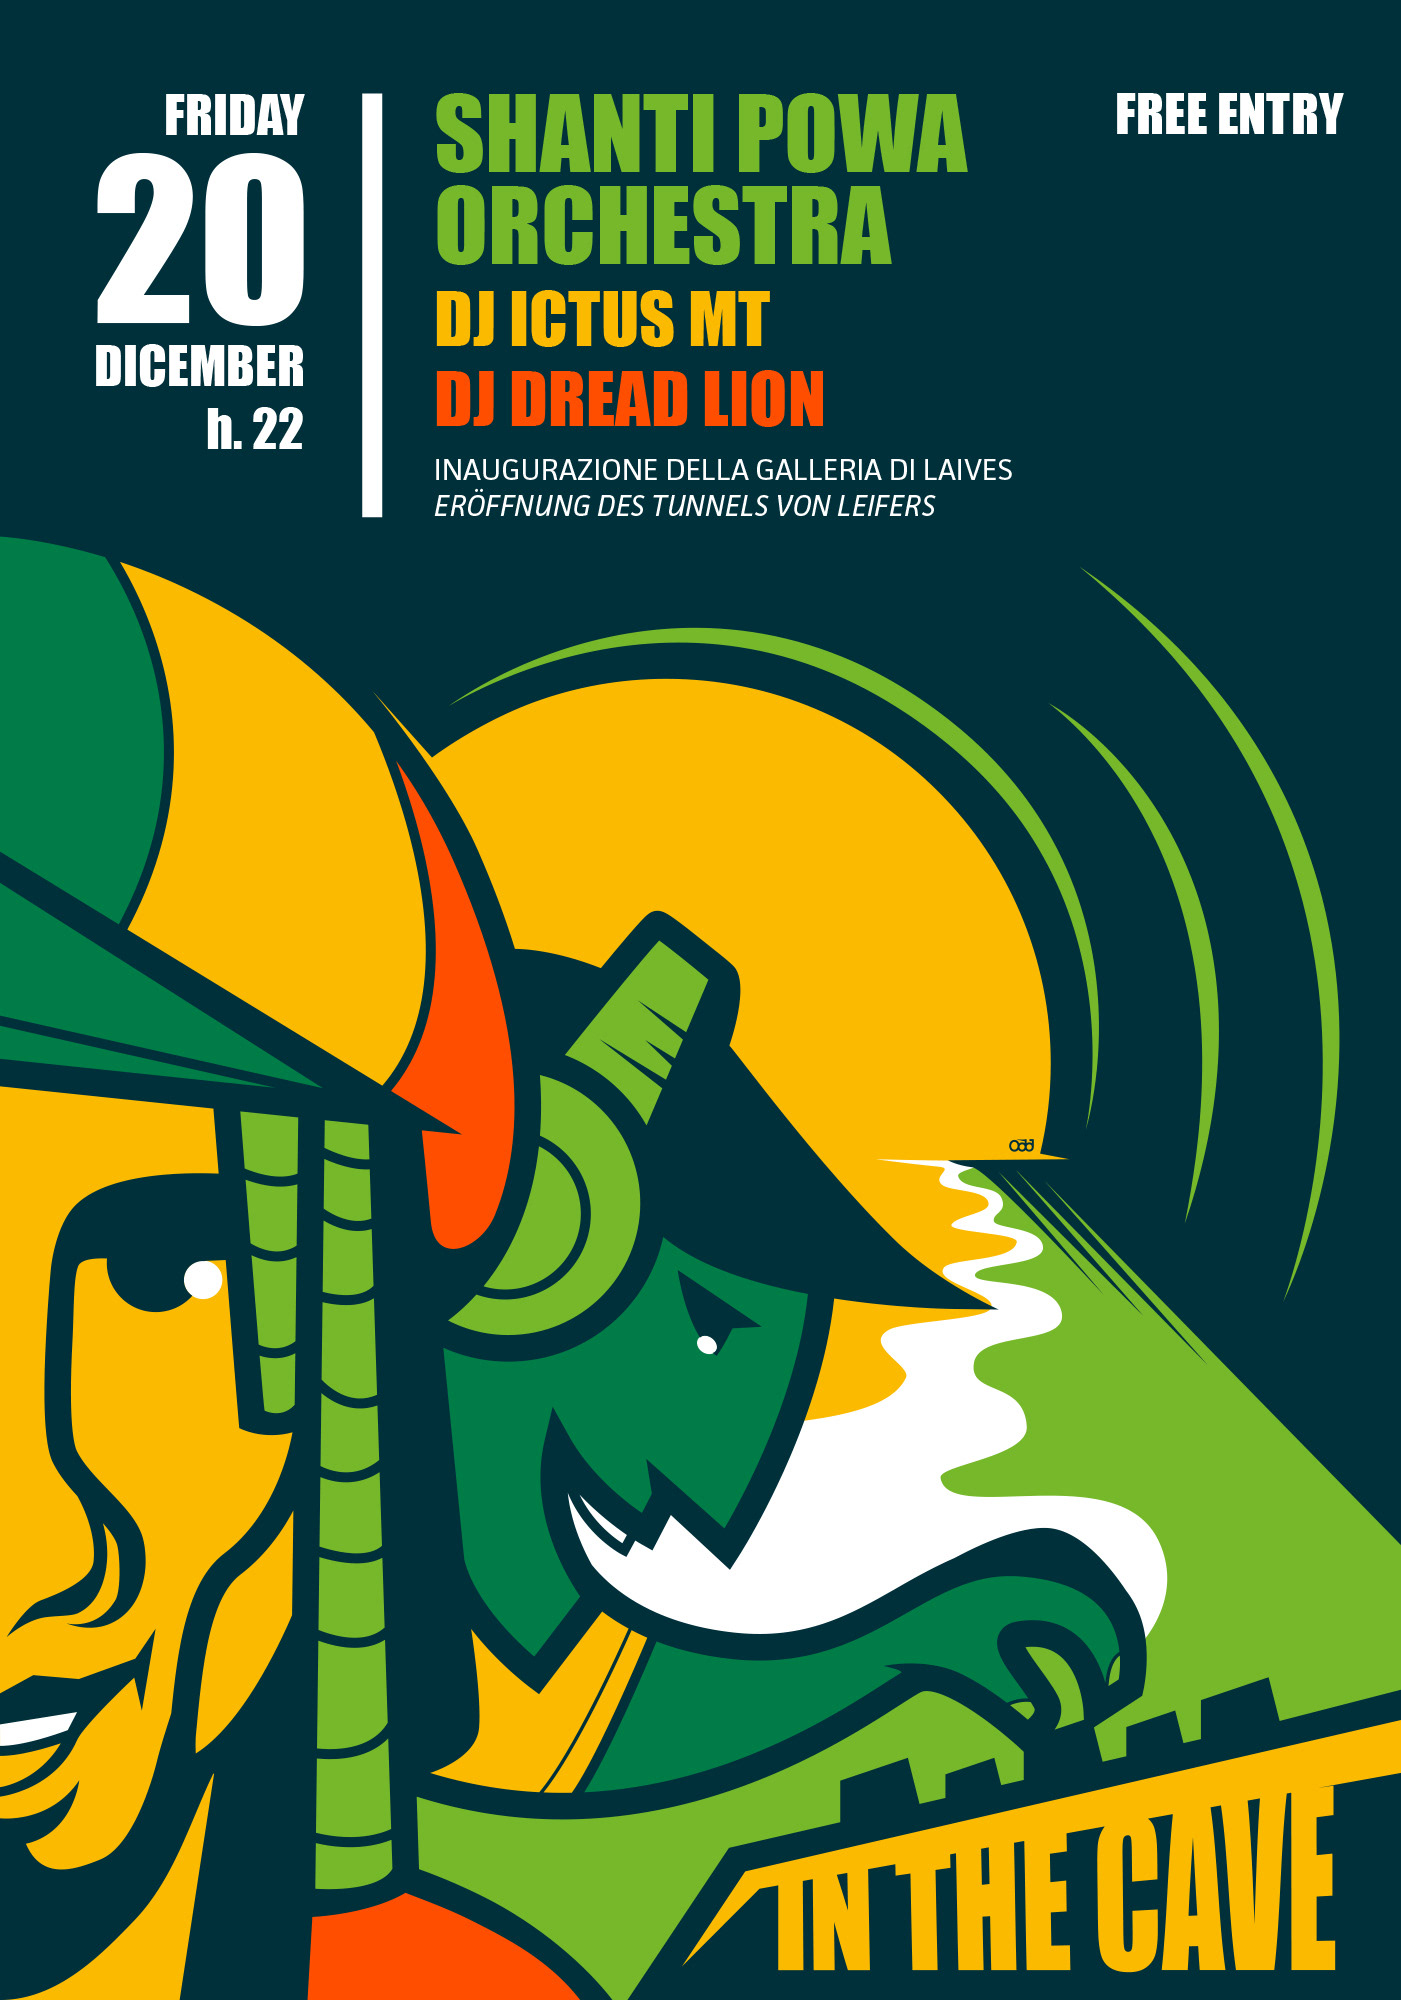 FRIDAY
20
DICEMBER
h. 22
SHANTI POWA
ORCHESTRA
DJ ICTUS MT
DJ DREAD LION
INAUGURAZIONE DELLA GALLERIA DI LAIVES
ERÖFFNUNG DES TUNNELS VON LEIFERS
FREE ENTRY
IN THE CAVE